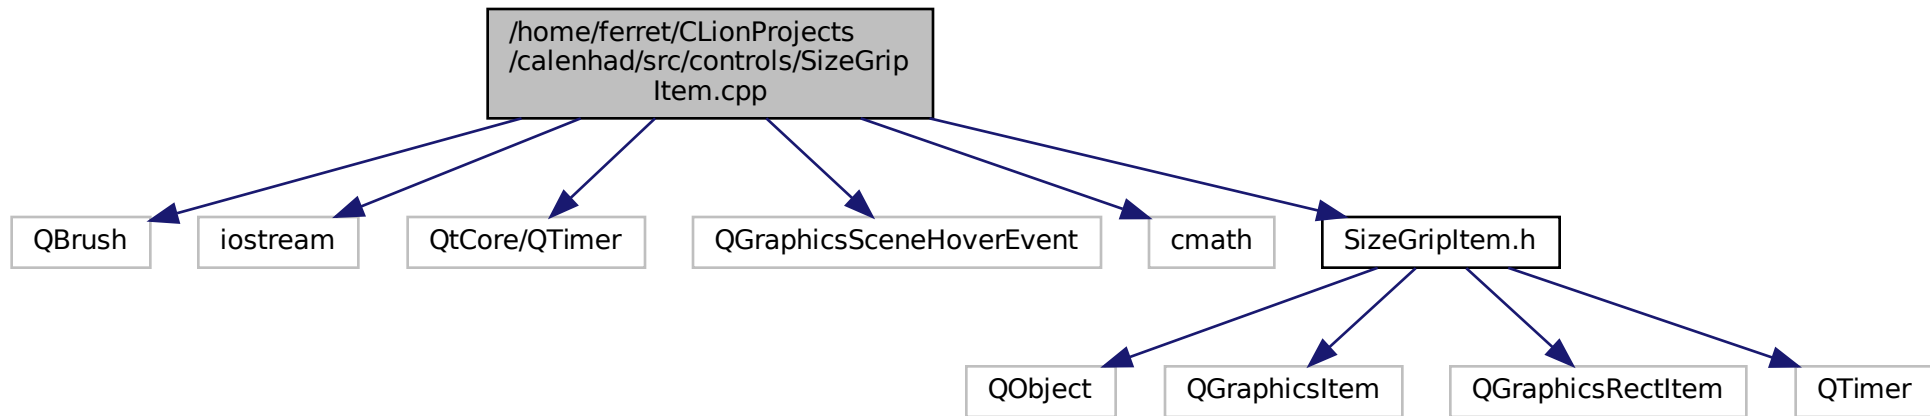 /home/ferret/CLionProjects
/calenhad/src/controls/SizeGrip
Item.cpp
QBrush
iostream
QtCore/QTimer
QGraphicsSceneHoverEvent
cmath
SizeGripItem.h
QObject
QGraphicsItem
QGraphicsRectItem
QTimer